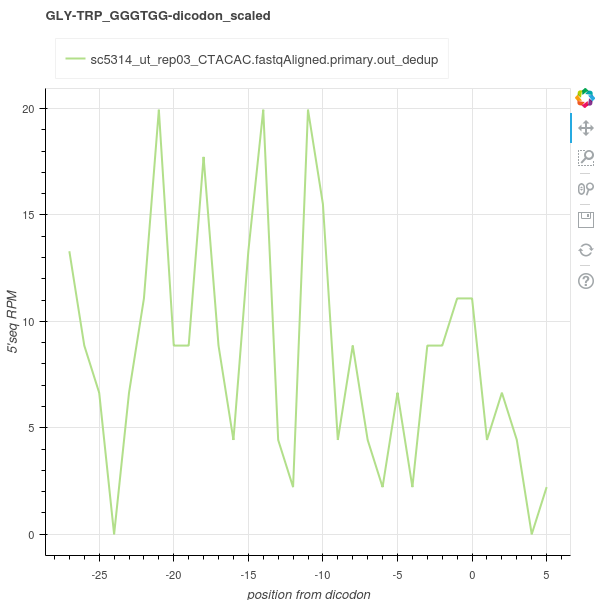 GLY-TRP_GGGTGG-dicodon_scaled
sc5314_ut_rep03_CTACAC.fastqAligned.primary.out_dedup
20
15
10
5
0
5'seq RPM
-25 -20 -15 -10 -5 0 5
position from dicodon